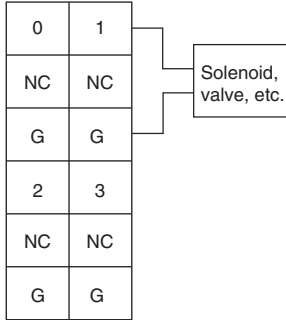 0 1
NC NC
G G
2 3
NC NC
G G
Solenoid,
valve, etc.